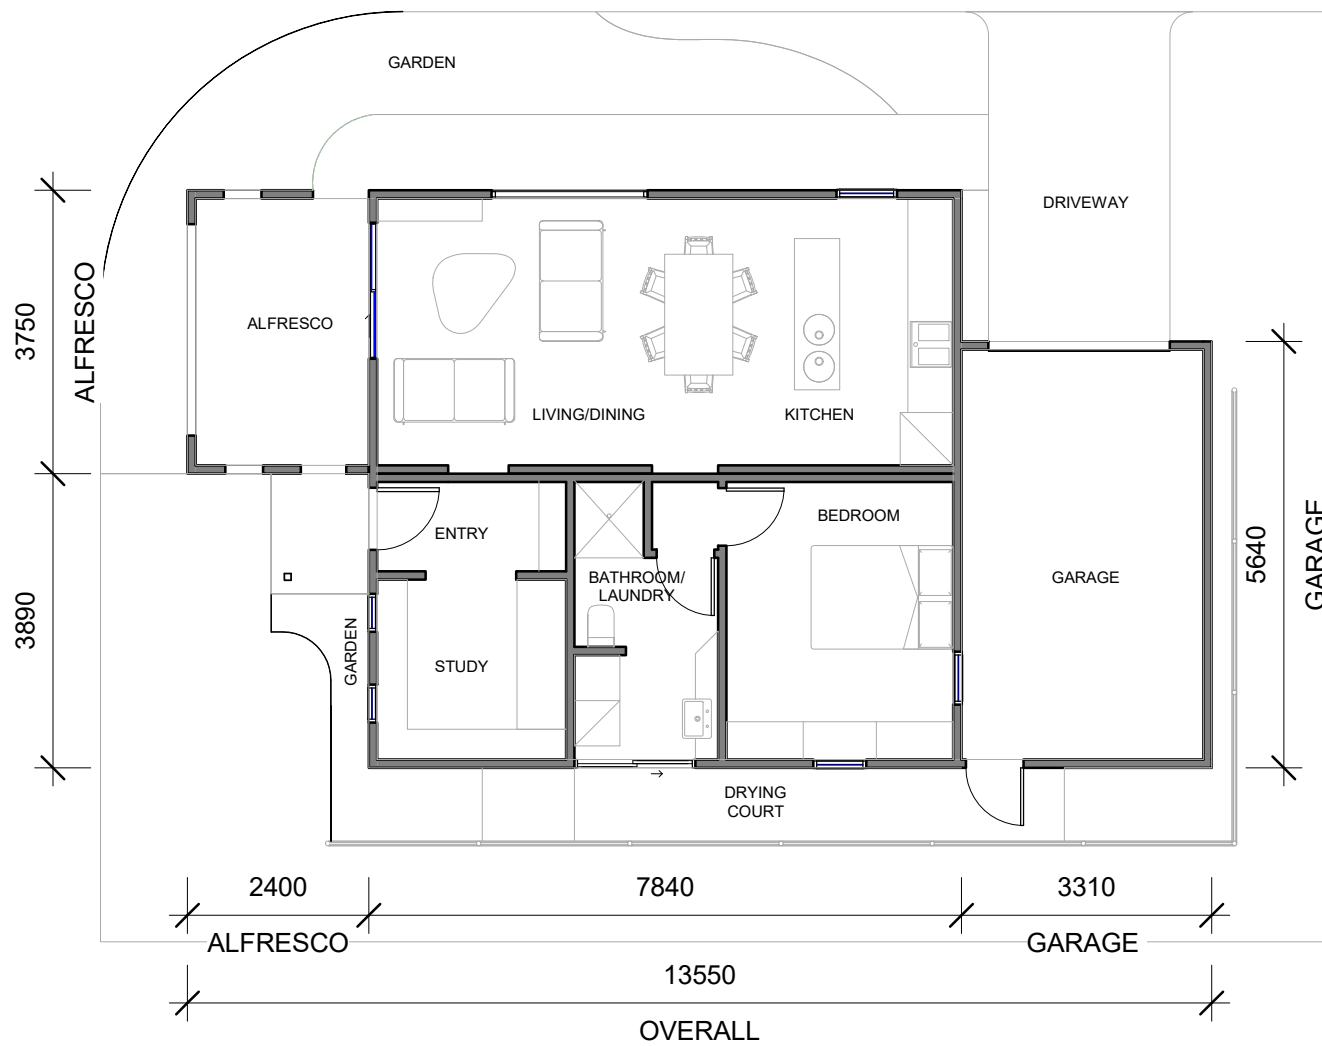 GARDEN
DRIVEWAY
3750
ALFRESCO
ALFRESCO
LIVING/DINING
KITCHEN
ENTRY
BEDROOM
BATHROOM/
LAUNDRY
GARAGE
5640
GARAGE
3890
GARDEN
STUDY
DRYING
COURT
2400
7840
3310
ALFRESCO
GARAGE
13550
OVERALL